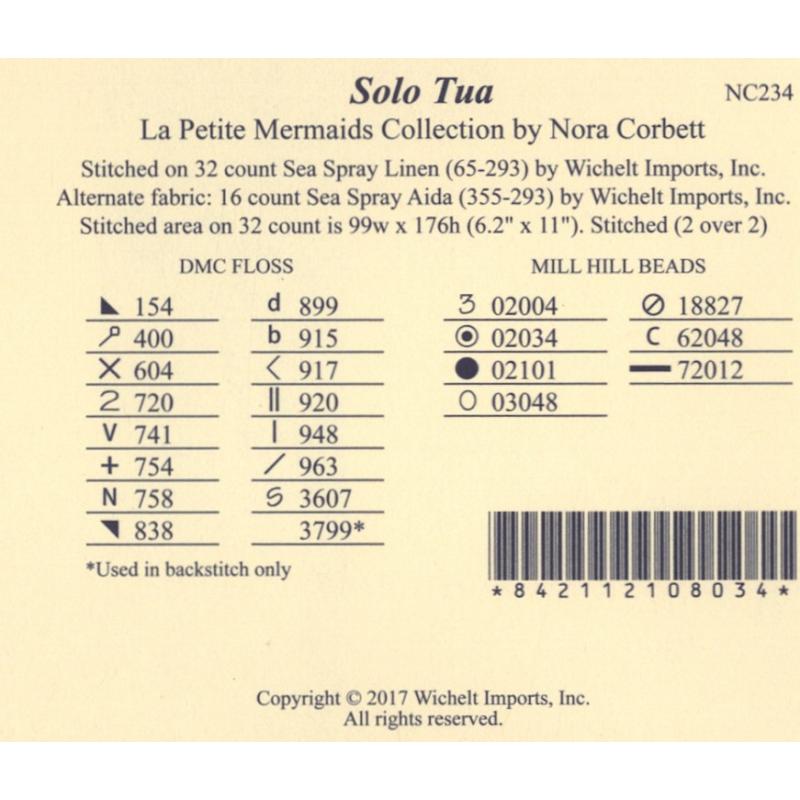 Solo Tua NC234
La Petite Mermaids Collection by Nora Corbett
Stitched on 32 count Sea Spray Linen (65-293) by Wichelt Imports, Inc.
Alternate fabric: 16 count Sea Spray Aida (355-293) by Wichelt Imports, Inc.
Stitched area on 32 count is 99w x 176h (6.2" x 11"). Stitched (2 over 2)
DMC FLOSS
154
400
604
2 720
V 741
+ 754
N 758
838
d 899
b 915
< 917
|| 920
| 948
/ 963
S 3607
3799*
*Used in backstitch only
MILL HILL BEADS
3 02004
02034
02101
03048
18827
C 62048
72012
*842112108034*
Copyright © 2017 Wichelt Imports, Inc.
All rights reserved.